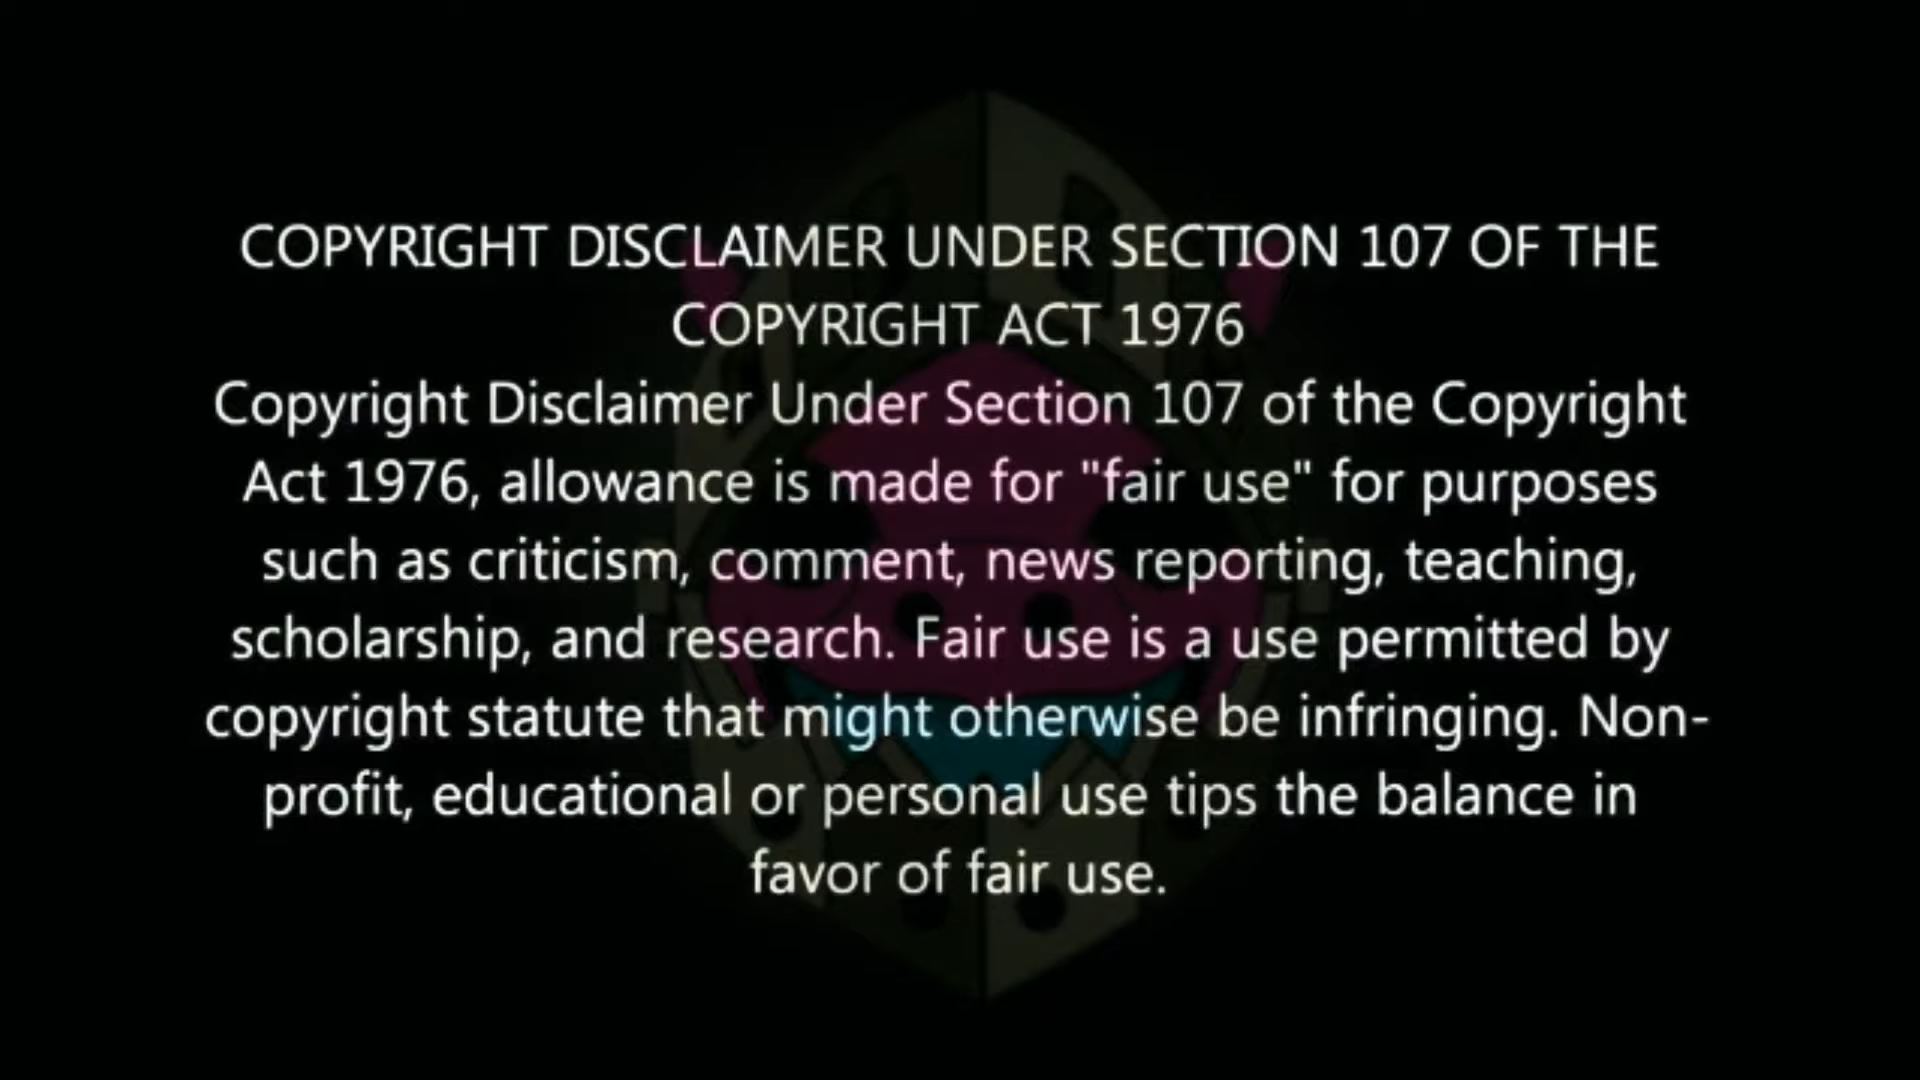 COPYRIGHT DISCLAIMER UNDER SECTION 107 OF THE
COPYRIGHT ACT 1976
Copyright Disclaimer Under Section 107 of the Copyright
Act 1976, allowance is made for "fair use" for purposes
such as criticism, comment, news reporting, teaching,
scholarship, and research. Fair use is a use permitted by
copyright statute that might otherwise be infringing. Non-
profit, educational or personal use tips the balance in
favor of fair use.